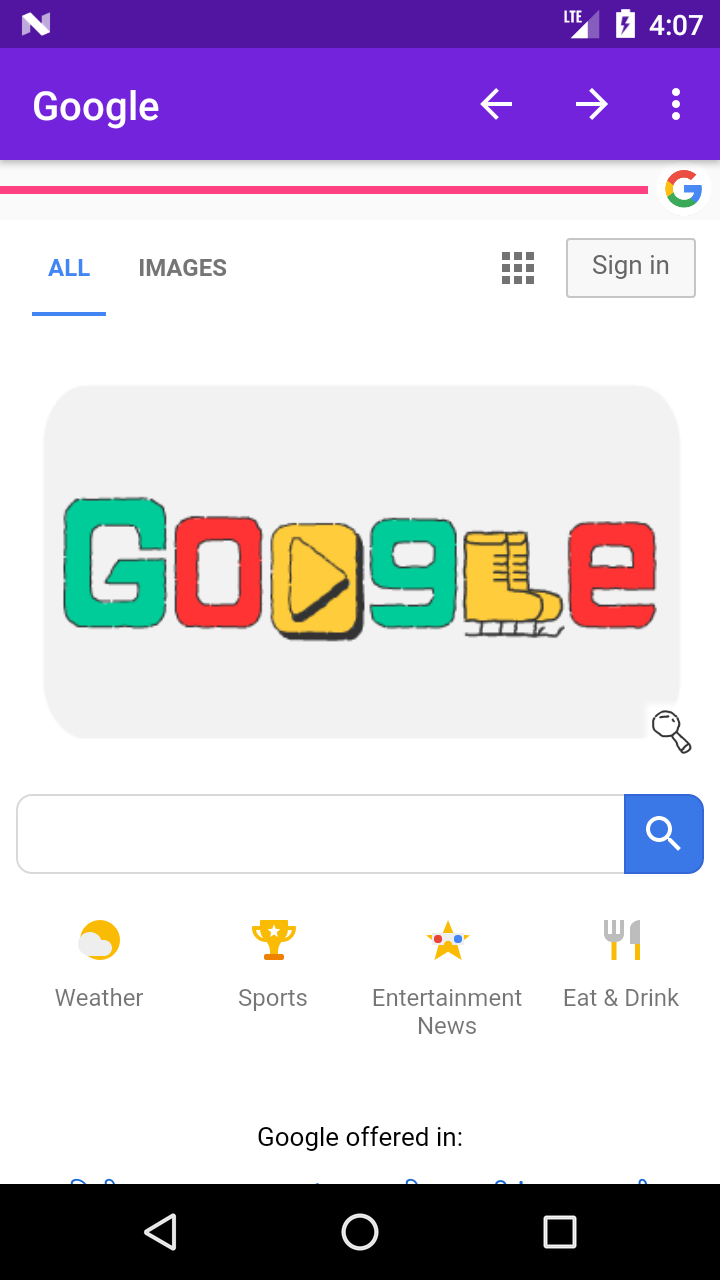 LTE 4:07
Google
ALL IMAGES Sign in
Google
Weather Sports Entertainment News Eat & Drink
Google offered in: